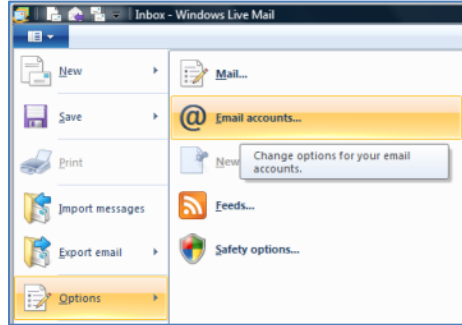 Inbox - Windows Live Mail
New
Save
Print
Import messages
Export email
Options
Mail...
Email accounts...
New
Change options for your email
accounts.
Feeds...
Safety options...